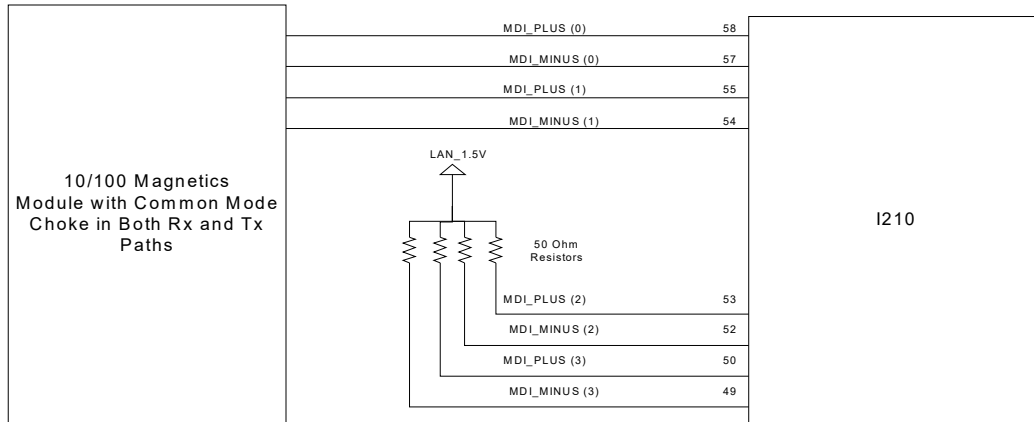 MDI_PLUS (0) 58
MDI_MINUS (0) 57
MDI_PLUS (1) 55
MDI_MINUS (1) 54
LAN_1.5V
10/100 Magnetics
Module with Common Mode
Choke in Both Rx and Tx
Paths
I210
50 Ohm
Resistors
MDI_PLUS (2) 53
MDI_MINUS (2) 52
MDI_PLUS (3) 50
MDI_MINUS (3) 49